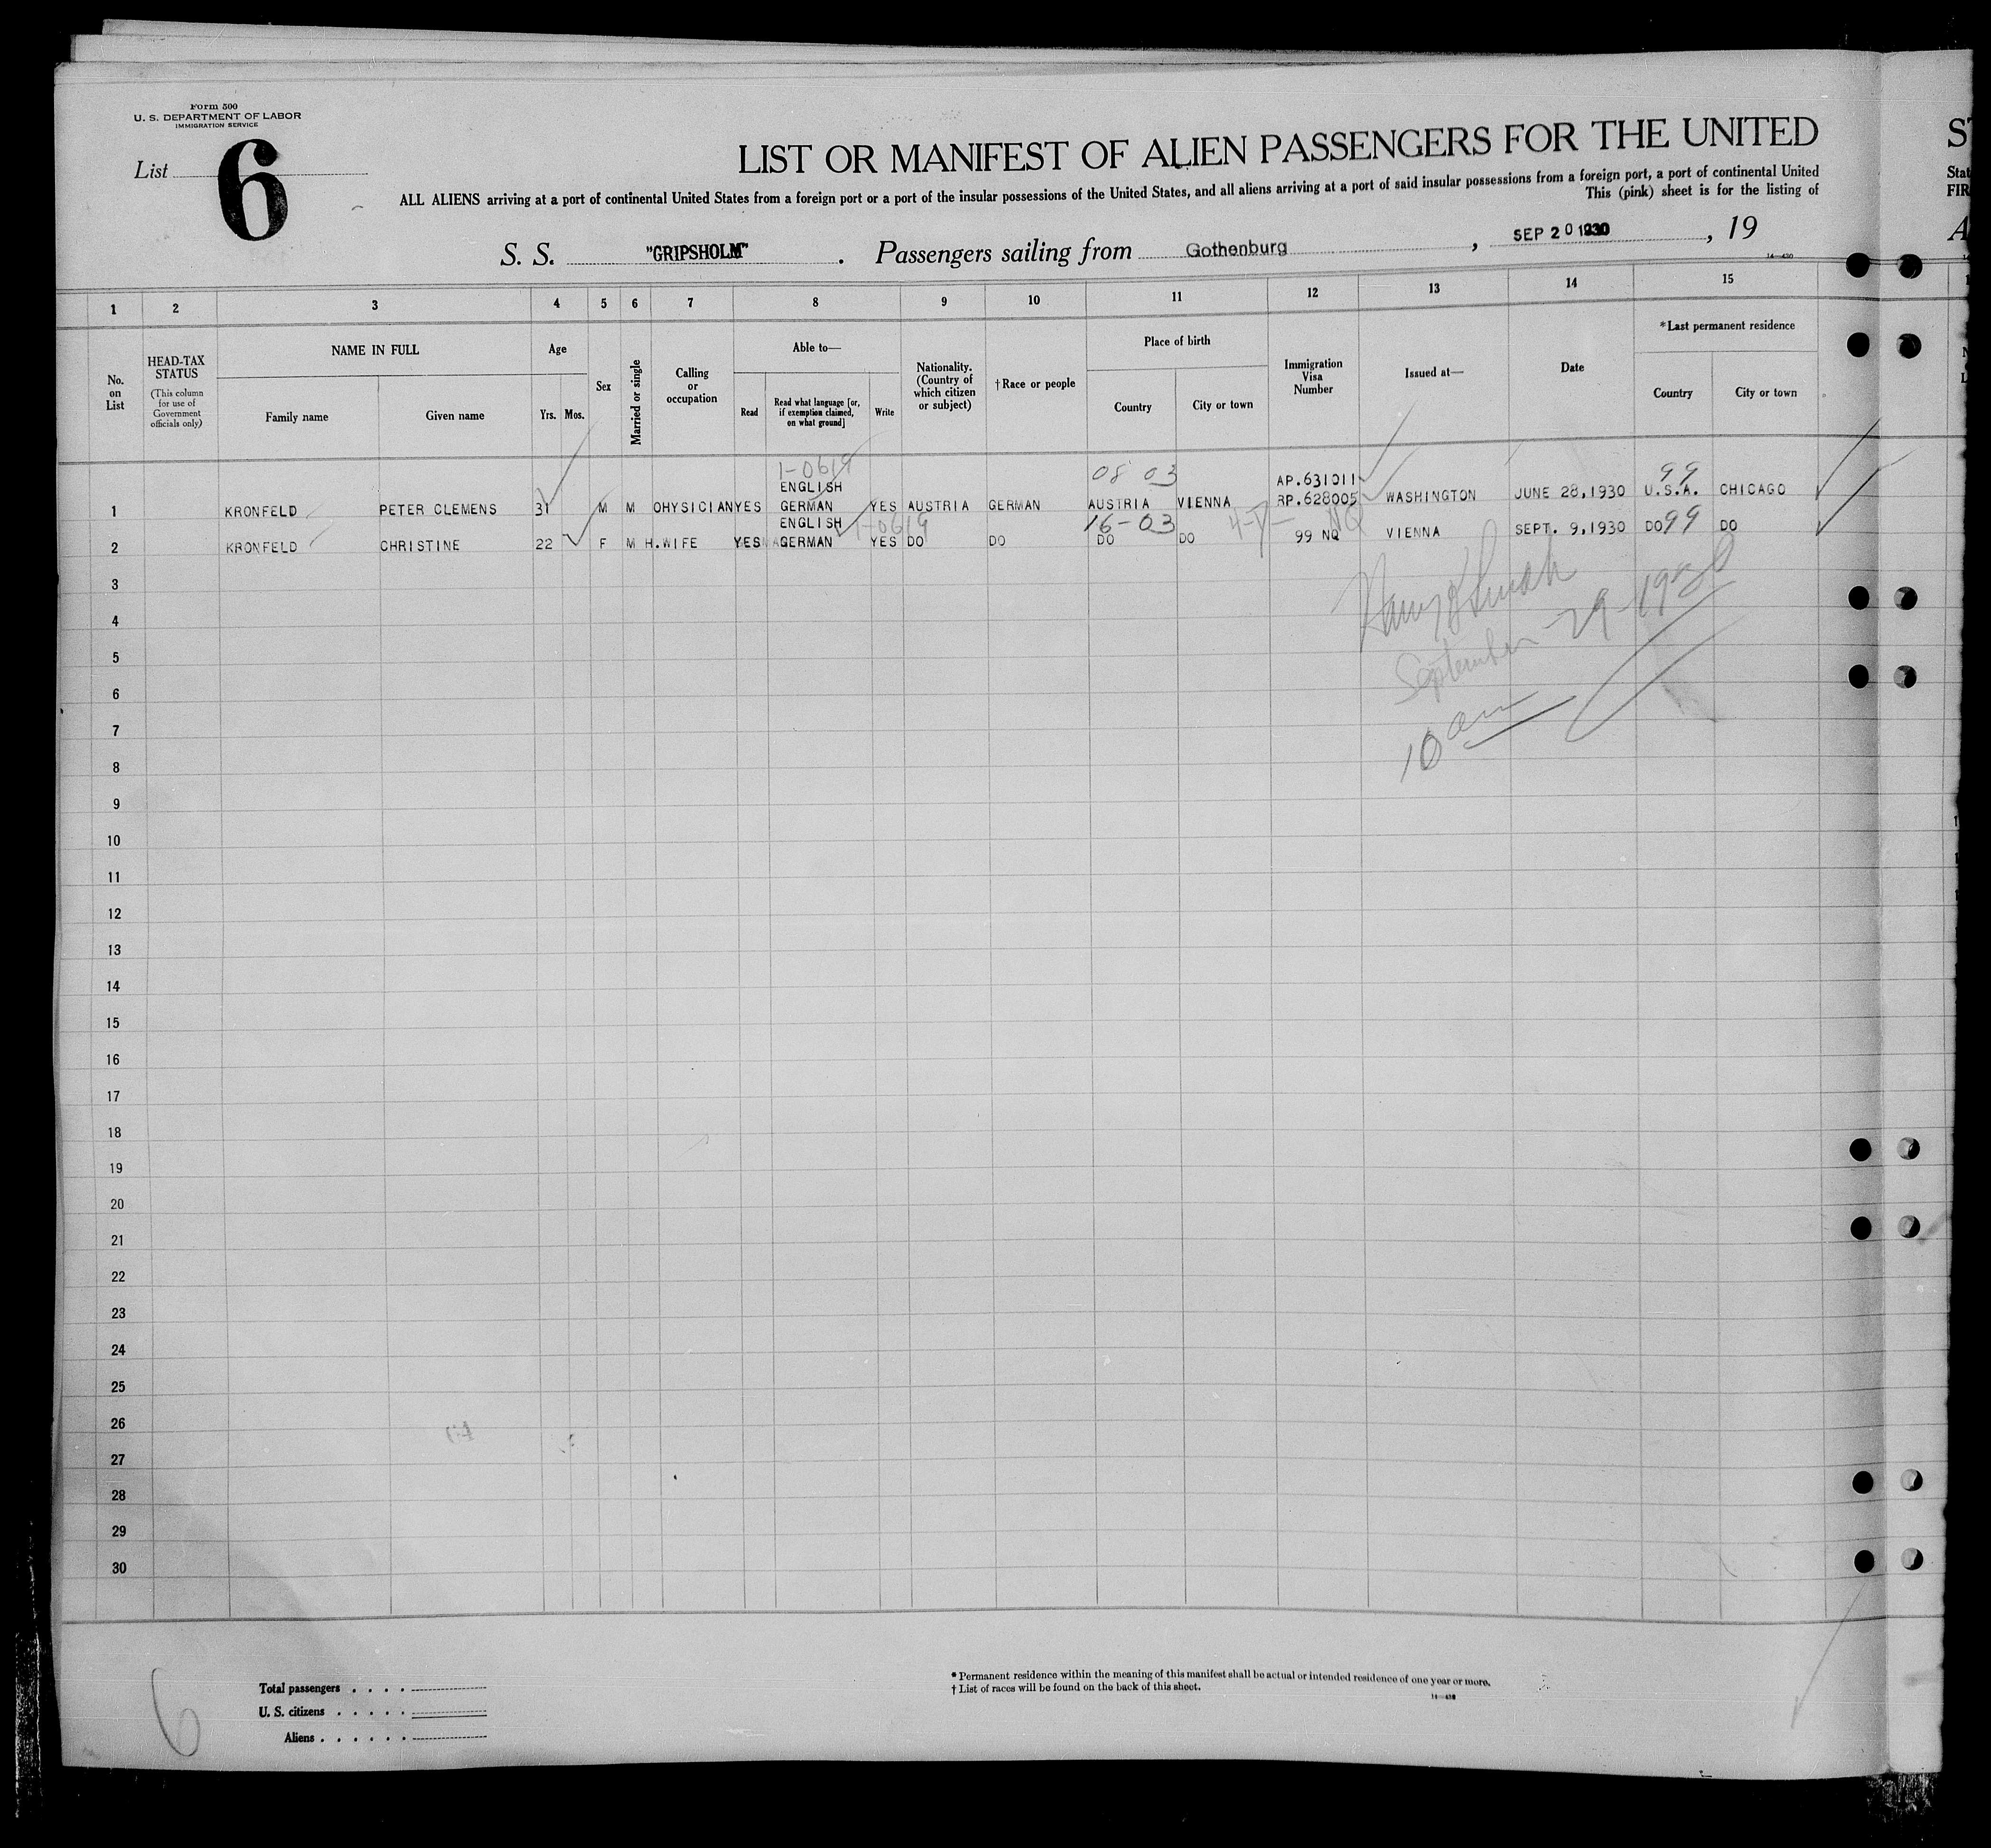 Form 500
U. S. DEPARTMENT OF LABOR
IMMIGRATION SERVICE
List 6
LIST OR MANIFEST OF ALIEN PASSENGERS FOR THE UNITED
ALL ALIENS arriving at a port of continental United States from a foreign port or a port of the insular possessions of the United States, and all aliens arriving at a port of said insular possessions from a foreign port, a port of continental United
This (pink) sheet is for the listing of
Stat
FIR
S. S. "GRIPSHOLM". Passengers sailing from Gothenburg, SEP 20 1930, 19
1 2 3 4 5 6 7 8 9 10 11 12 13 14 15
No. on List
HEAD-TAX STATUS
(This column for use of Government officials only)
NAME IN FULL
Family name Given name
Age
Yrs. Mos.
Sex
Married or single
Calling or occupation
Able to—
Read
Read what language [or, if exemption claimed, on what ground]
Write
Nationality. (Country of which citizen or subject)
†Race or people
Place of birth
Country City or town
Immigration Visa Number
Issued at—
Date
*Last permanent residence
Country City or town
1-0619 08 03 99
ENGLISH AP.631011
1 KRONFELD PETER CLEMENS 31 M M OHYSICIAN YES GERMAN YES AUSTRIA GERMAN AUSTRIA VIENNA RP.628005 WASHINGTON JUNE 28,1930 U.S.A. CHICAGO
ENGLISH 1-0619 16-03 NQ
2 KRONFELD CHRISTINE 22 F M H.WIFE YES GERMAN YES DO DO DO DO 99 NQ VIENNA SEPT. 9,1930 DO 99 DO
September 29-1930
10 am
3
4
5
6
7
8
9
10
11
12
13
14
15
16
17
18
19
20
21
22
23
24
25
26
27
28
29
30
6
Total passengers . . . .
U. S. citizens . . . . .
Aliens . . . . . .
* Permanent residence within the meaning of this manifest shall be actual or intended residence of one year or more.
† List of races will be found on the back of this sheet.
14—430